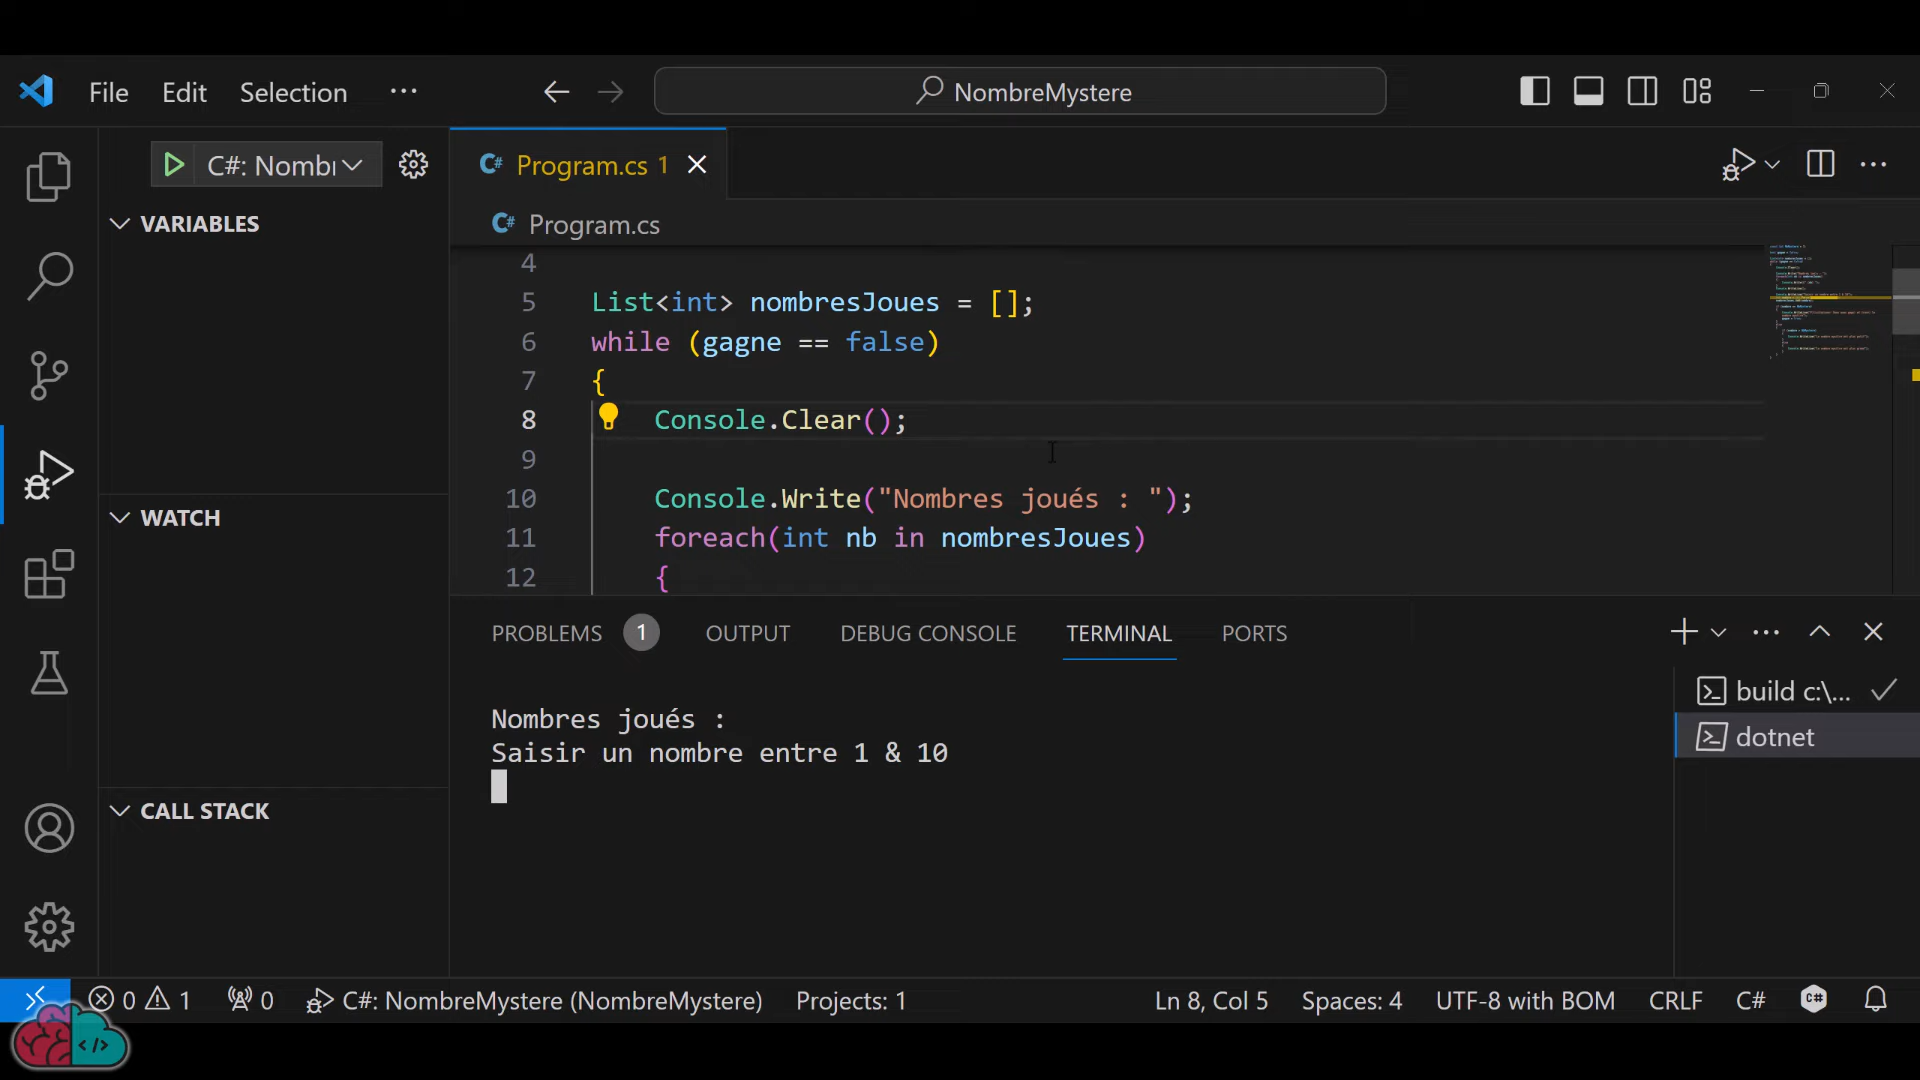 File Edit Selection ··· NombreMystere
C#: Nombr
Program.cs 1
VARIABLES
Program.cs
4
5 List<int> nombresJoues = [];
6 while (gagne == false)
7 {
8 Console.Clear();
9
10 Console.Write("Nombres joués : ");
11 foreach(int nb in nombresJoues)
12 {
WATCH
PROBLEMS 1 OUTPUT DEBUG CONSOLE TERMINAL PORTS
build c:\...
dotnet
Nombres joués :
Saisir un nombre entre 1 & 10
CALL STACK
0 1 0 C#: NombreMystere (NombreMystere) Projects: 1 Ln 8, Col 5 Spaces: 4 UTF-8 with BOM CRLF C#